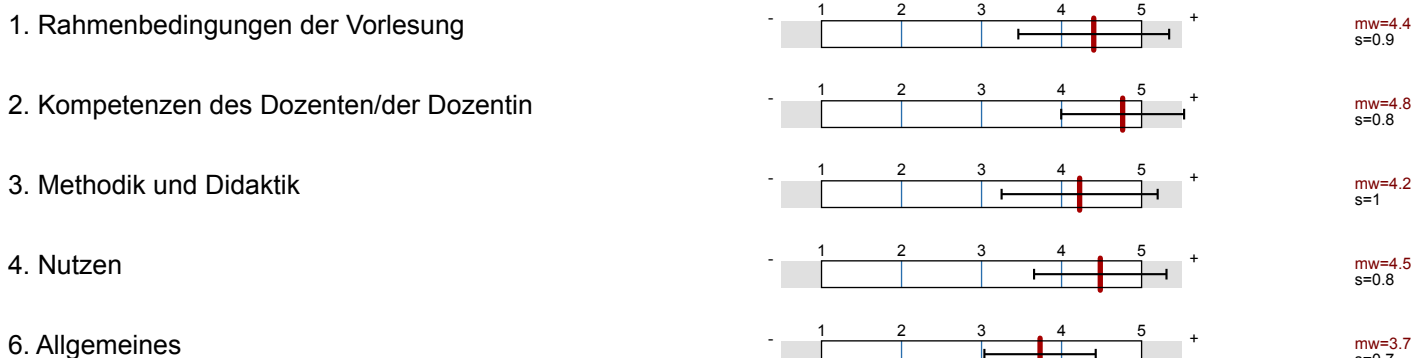 1. Rahmenbedingungen der Vorlesung
- 1 2 3 4 5 +
mw=4.4
s=0.9
2. Kompetenzen des Dozenten/der Dozentin
- 1 2 3 4 5 +
mw=4.8
s=0.8
3. Methodik und Didaktik
- 1 2 3 4 5 +
mw=4.2
s=1
4. Nutzen
- 1 2 3 4 5 +
mw=4.5
s=0.8
6. Allgemeines
- 1 2 3 4 5 +
mw=3.7
s=0.7